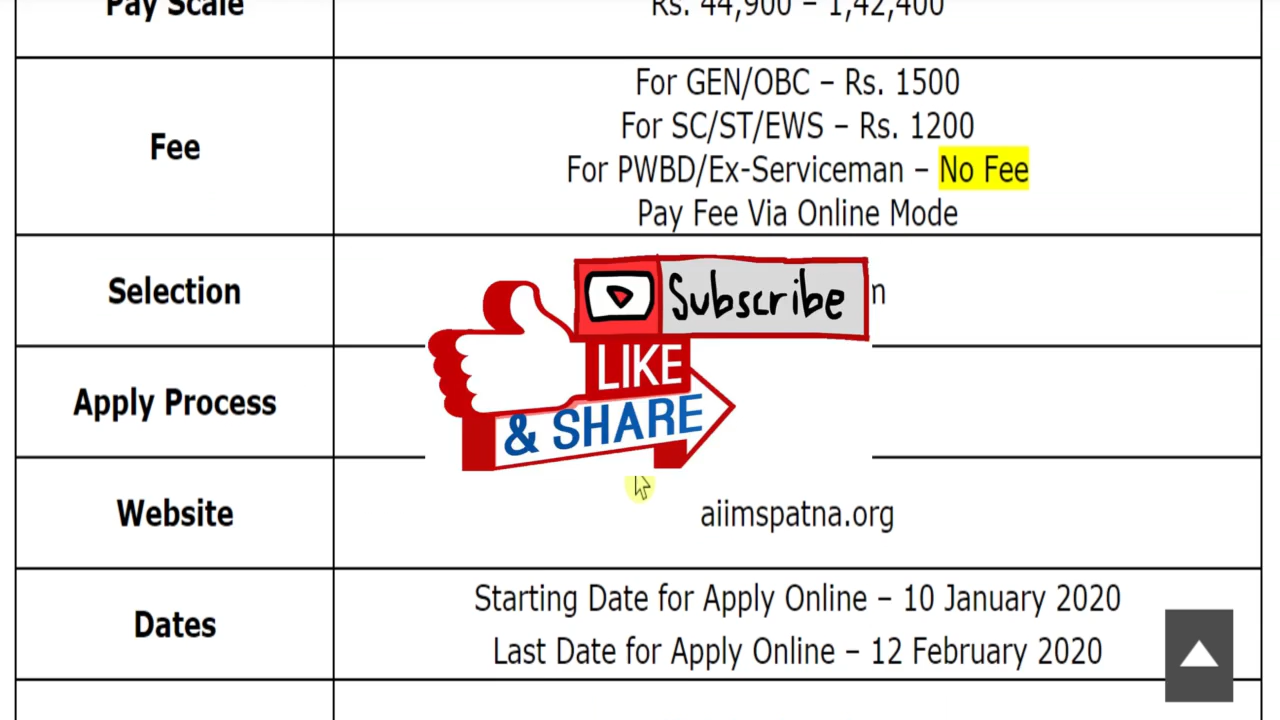 Pay Scale
Rs. 44,900 – 1,42,400
Fee
For GEN/OBC – Rs. 1500
For SC/ST/EWS – Rs. 1200
For PWBD/Ex-Serviceman – No Fee
Pay Fee Via Online Mode
Selection
Subscribe
LIKE
& SHARE
Apply Process
Website
aiimspatna.org
Dates
Starting Date for Apply Online – 10 January 2020
Last Date for Apply Online – 12 February 2020